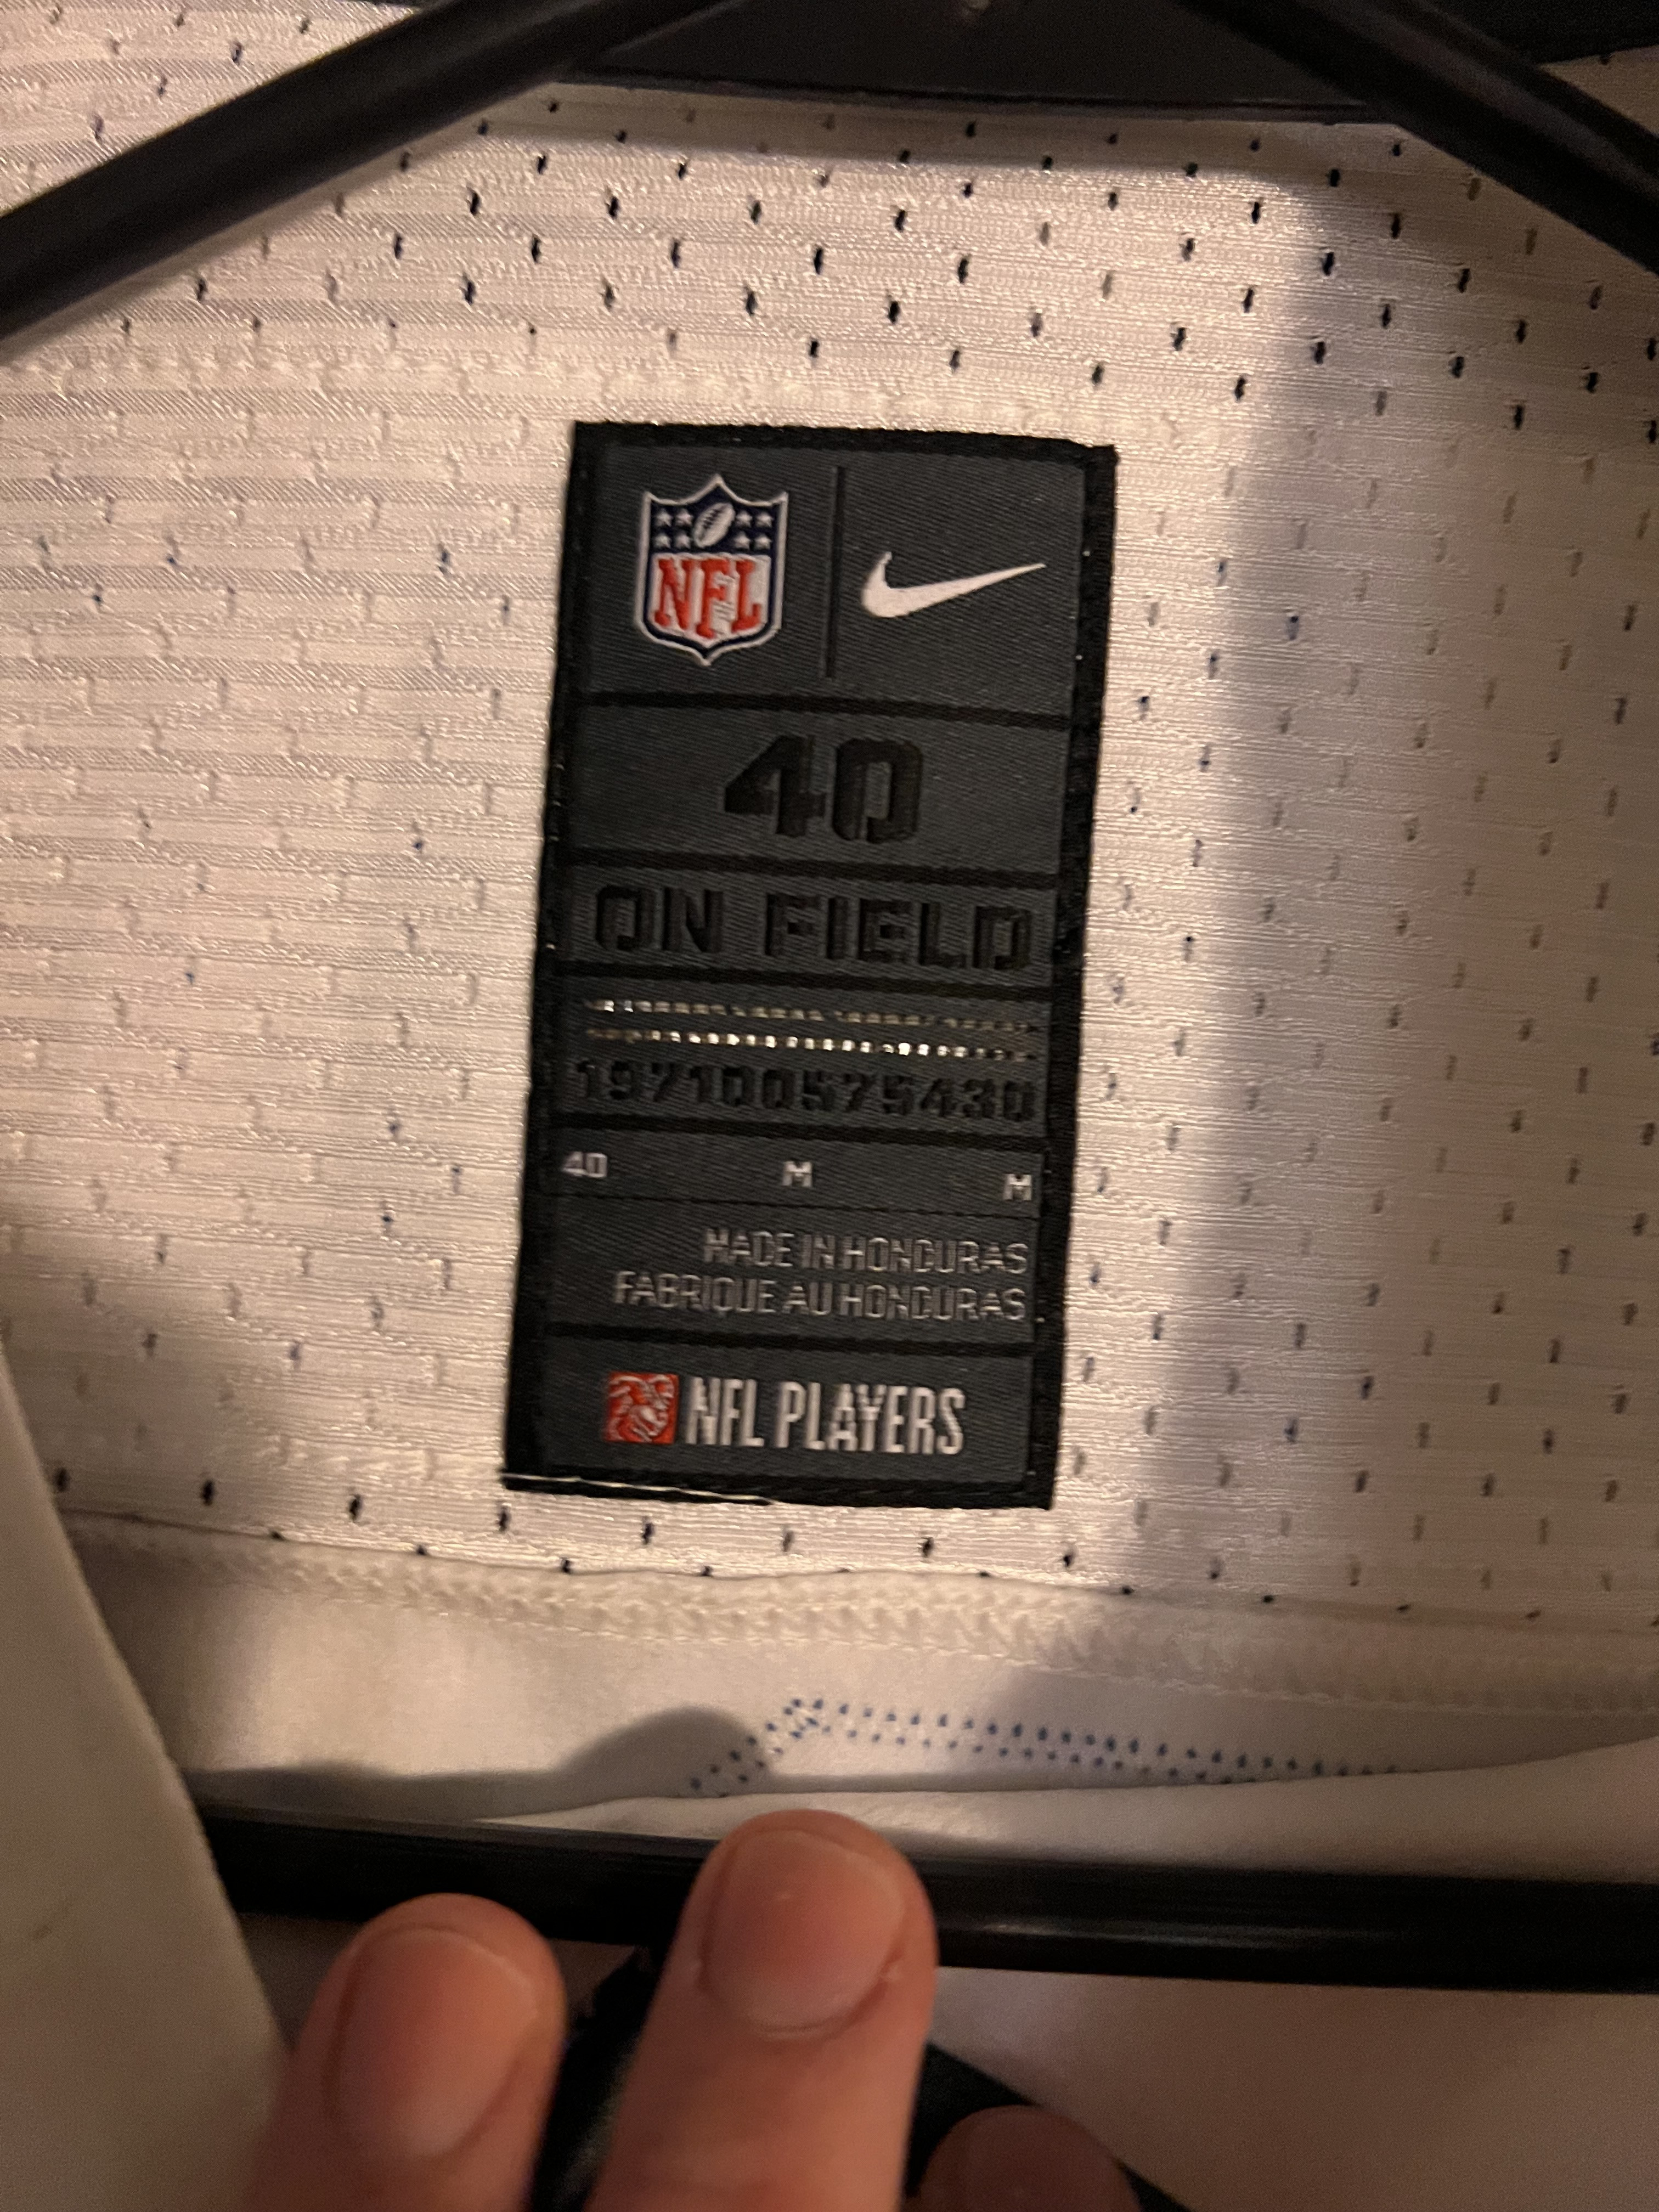 NFL
40
ON FIELD
197100575430
40 M M
MADE IN HONDURAS
FABRIQUE AU HONDURAS
NFL PLAYERS